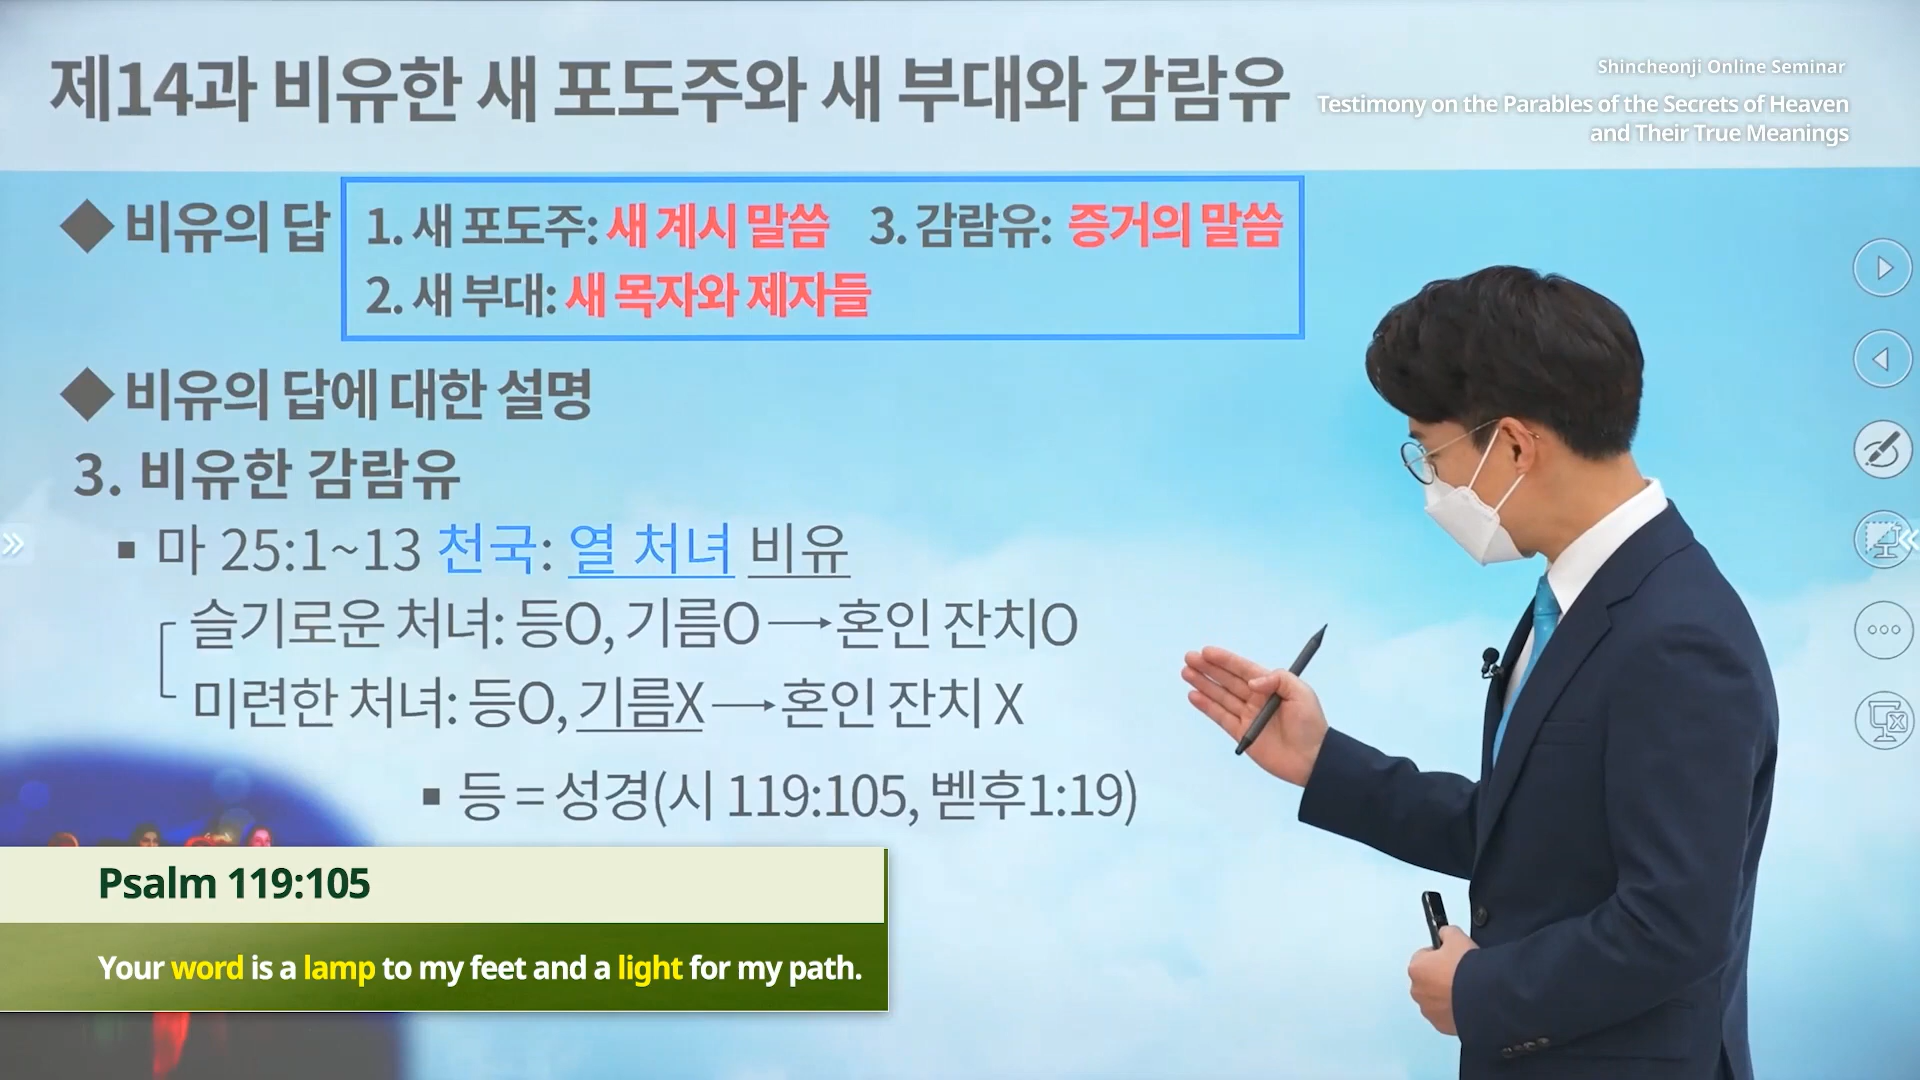 제14과 비유한 새 포도주와 새 부대와 감람유
Shincheonji Online Seminar
Testimony on the Parables of the Secrets of Heaven
and Their True Meanings
◆비유의 답
1. 새 포도주: 새 계시 말씀 3. 감람유: 증거의 말씀
2. 새 부대: 새 목자와 제자들
◆비유의 답에 대한 설명
3. 비유한 감람유
▪ 마 25:1~13 천국: 열 처녀 비유
슬기로운 처녀: 등O, 기름O→혼인 잔치O
미련한 처녀: 등O, 기름X→혼인 잔치 X
▪ 등 = 성경(시 119:105, 벧후1:19)
Psalm 119:105
Your word is a lamp to my feet and a light for my path.